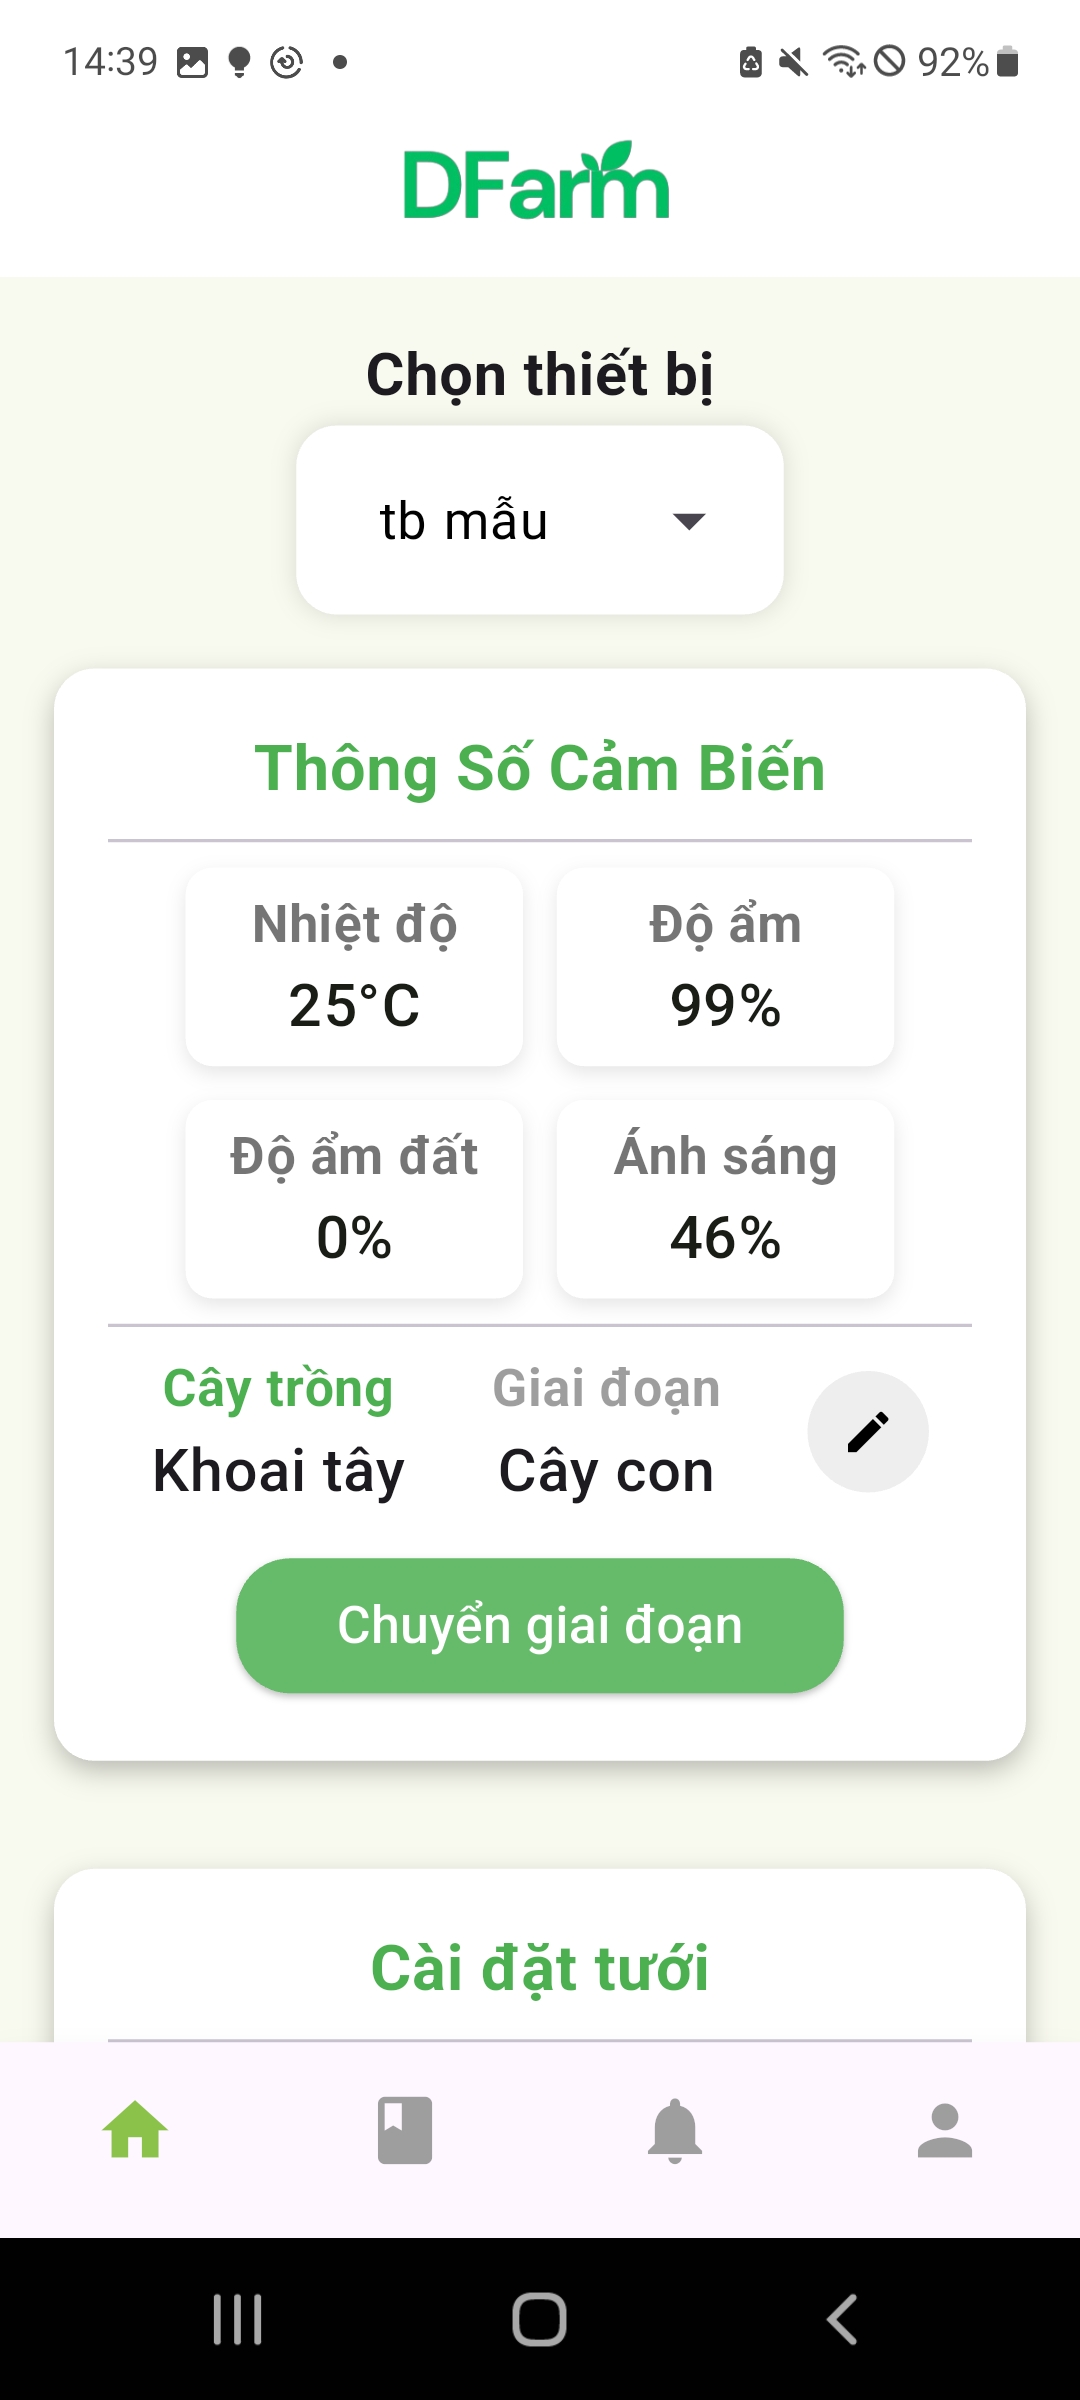 14:39
92%
DFarm
Chọn thiết bị
tb mẫu
Thông Số Cảm Biến
Nhiệt độ
25°C
Độ ẩm
99%
Độ ẩm đất
0%
Ánh sáng
46%
Cây trồng
Khoai tây
Giai đoạn
Cây con
Chuyển giai đoạn
Cài đặt tưới